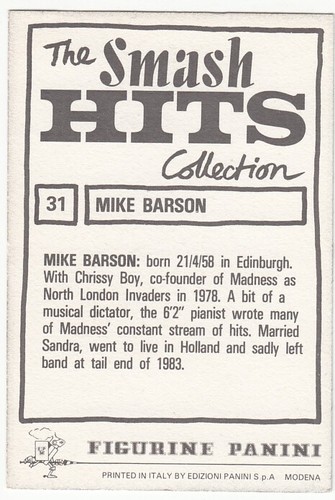 The Smash
HITS
Collection
31 MIKE BARSON
MIKE BARSON: born 21/4/58 in Edinburgh.
With Chrissy Boy, co-founder of Madness as
North London Invaders in 1978. A bit of a
musical dictator, the 6'2" pianist wrote many
of Madness' constant stream of hits. Married
Sandra, went to live in Holland and sadly left
band at tail end of 1983.
FIGURINE PANINI
PRINTED IN ITALY BY EDIZIONI PANINI S.p.A MODENA